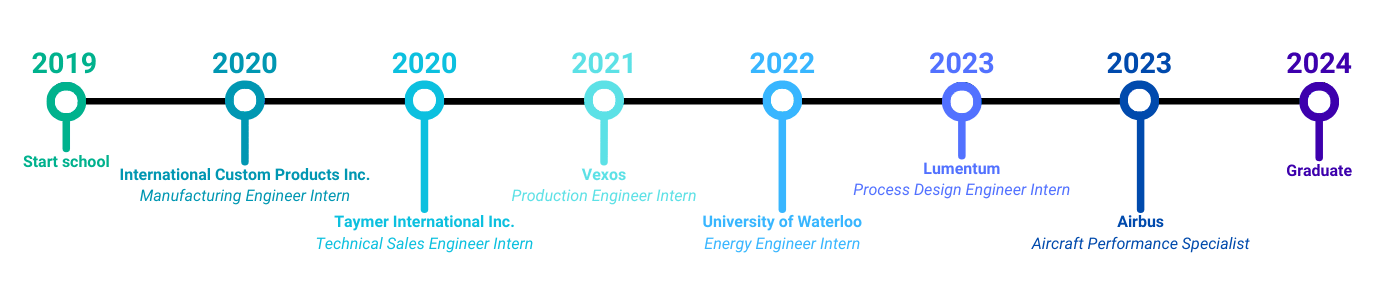 2019
Start school
2020
International Custom Products Inc.
Manufacturing Engineer Intern
2020
Taymer International Inc.
Technical Sales Engineer Intern
2021
Vexos
Production Engineer Intern
2022
University of Waterloo
Energy Engineer Intern
2023
Lumentum
Process Design Engineer Intern
2023
Airbus
Aircraft Performance Specialist
2024
Graduate